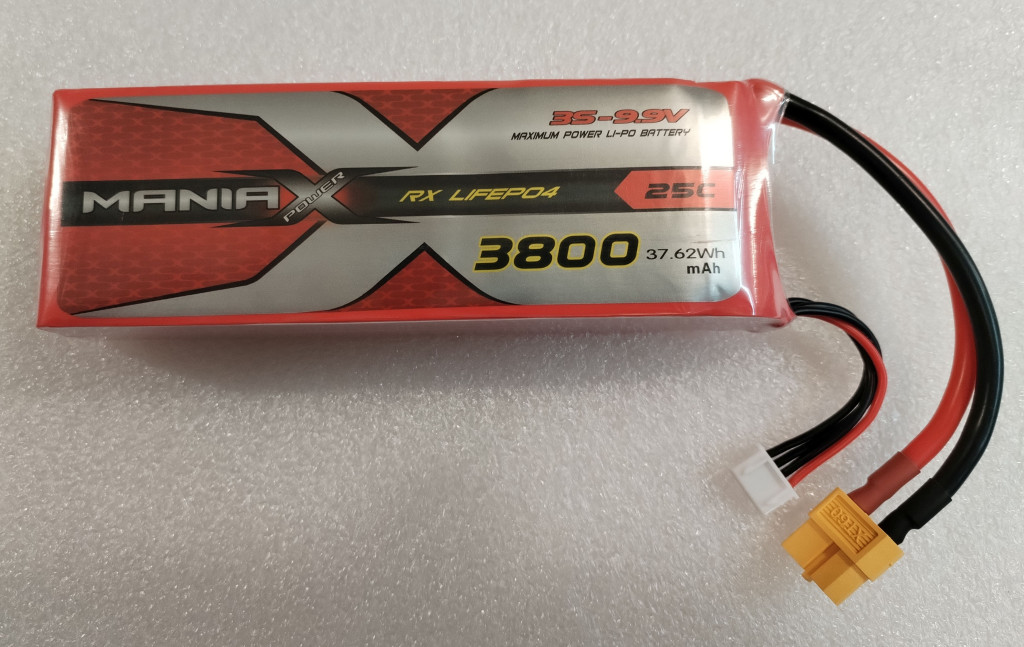 3S-9.9V
MAXIMUM POWER LI-PO BATTERY
MANIA X POWER
RX LIFEPO4
25C
3800 37.62Wh
mAh